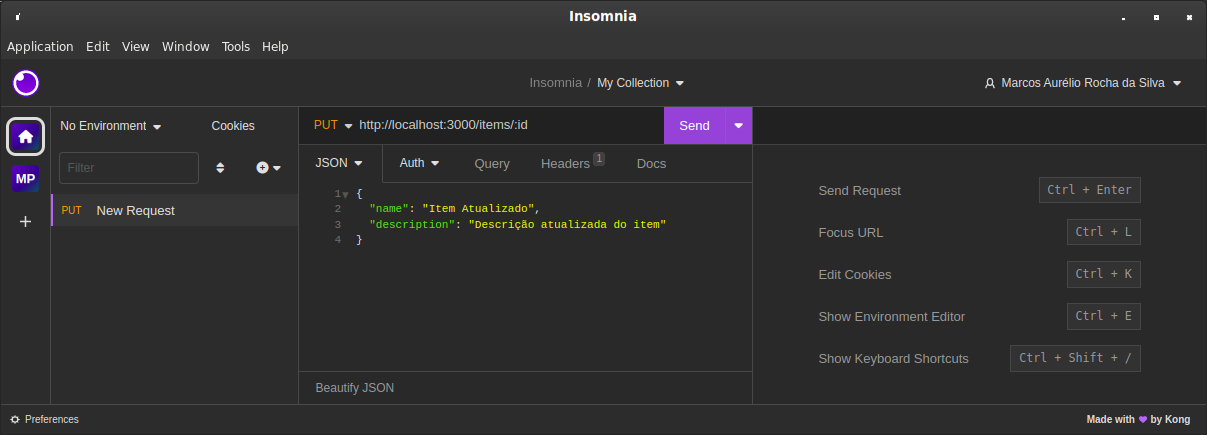 Insomnia
Application Edit View Window Tools Help
Insomnia / My Collection
Marcos Aurélio Rocha da Silva
No Environment Cookies
PUT http://localhost:3000/items/:id Send
Filter
MP
PUT New Request
JSON Auth Query Headers 1 Docs
1 {
2 "name": "Item Atualizado",
3 "description": "Descrição atualizada do item"
4 }
Beautify JSON
Send Request Ctrl + Enter
Focus URL Ctrl + L
Edit Cookies Ctrl + K
Show Environment Editor Ctrl + E
Show Keyboard Shortcuts Ctrl + Shift + /
Preferences
Made with by Kong